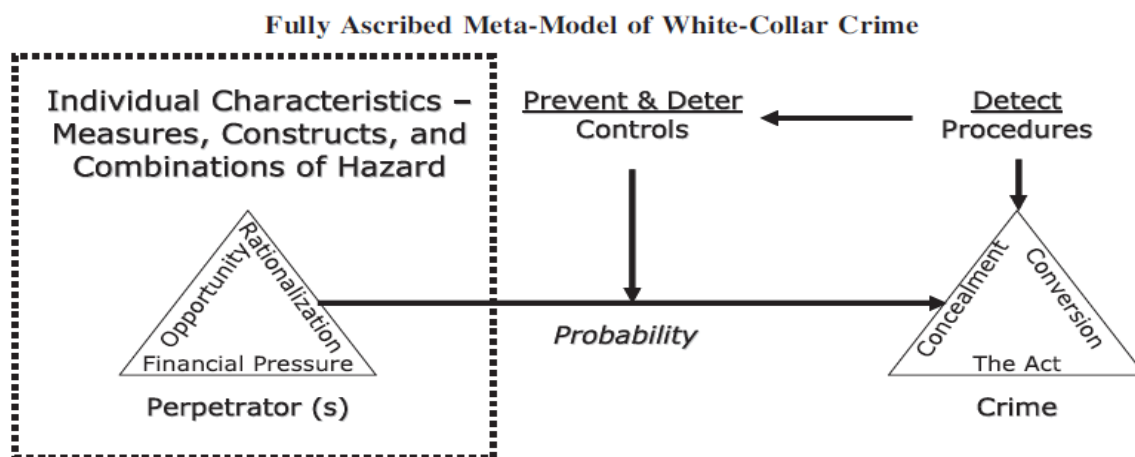 Fully Ascribed Meta-Model of White-Collar Crime
Individual Characteristics –
Measures, Constructs, and
Combinations of Hazard
Prevent & Deter
Controls
Detect
Procedures
Opportunity
Rationalization
Financial Pressure
Perpetrator (s)
Probability
Concealment
Conversion
The Act
Crime